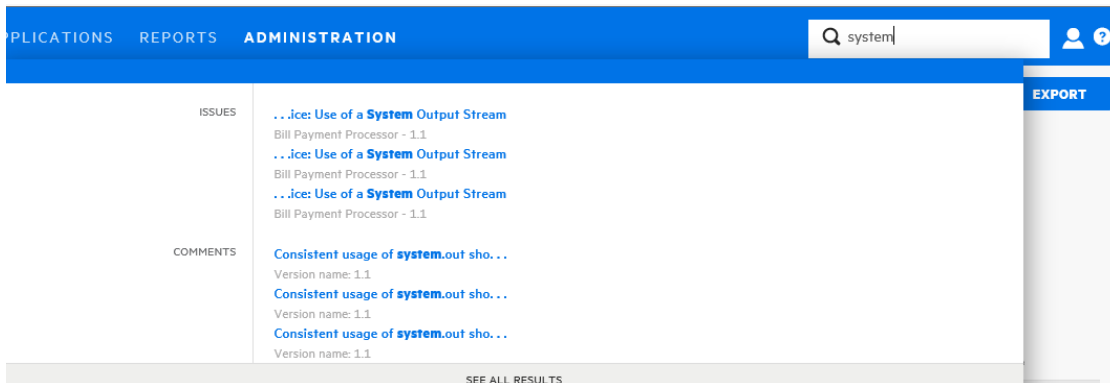 PPLICATIONS REPORTS ADMINISTRATION system ?
EXPORT
ISSUES
. . .ice: Use of a System Output Stream
Bill Payment Processor - 1.1
. . .ice: Use of a System Output Stream
Bill Payment Processor - 1.1
. . .ice: Use of a System Output Stream
Bill Payment Processor - 1.1
COMMENTS
Consistent usage of system.out sho. . .
Version name: 1.1
Consistent usage of system.out sho. . .
Version name: 1.1
Consistent usage of system.out sho. . .
Version name: 1.1
SEE ALL RESULTS